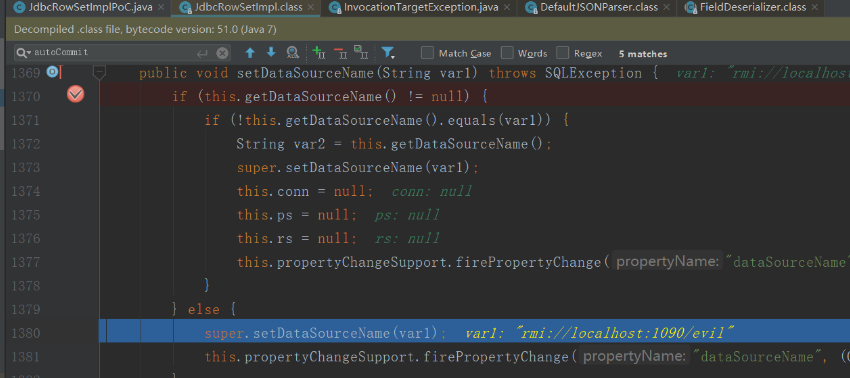 JdbcRowSetImplPoC.java × JdbcRowSetImpl.class × InvocationTargetException.java × DefaultJSONParser.class × FieldDeserializer.class ×
Decompiled .class file, bytecode version: 51.0 (Java 7)
autoCommit Match Case Words Regex 5 matches
1369 public void setDataSourceName(String var1) throws SQLException { var1: "rmi://localhos
1370 if (this.getDataSourceName() != null) {
1371 if (!this.getDataSourceName().equals(var1)) {
1372 String var2 = this.getDataSourceName();
1373 super.setDataSourceName(var1);
1374 this.conn = null; conn: null
1375 this.ps = null; ps: null
1376 this.rs = null; rs: null
1377 this.propertyChangeSupport.firePropertyChange( propertyName: "dataSourceName"
1378 }
1379 } else {
1380 super.setDataSourceName(var1); var1: "rmi://localhost:1090/evil"
1381 this.propertyChangeSupport.firePropertyChange( propertyName: "dataSourceName", (